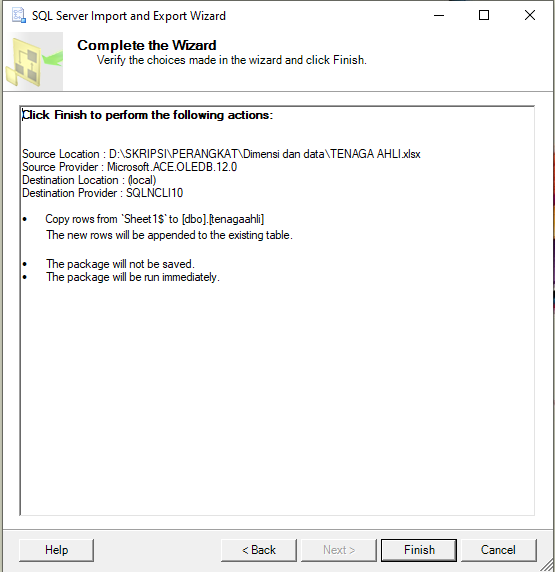 SQL Server Import and Export Wizard
Complete the Wizard
Verify the choices made in the wizard and click Finish.
Click Finish to perform the following actions:
Source Location : D:\SKRIPSI\PERANGKAT\Dimensi dan data\TENAGA AHLI.xlsx
Source Provider : Microsoft.ACE.OLEDB.12.0
Destination Location : (local)
Destination Provider : SQLNCLI10
• Copy rows from `Sheet1$` to [dbo].[tenagaahli]
The new rows will be appended to the existing table.
• The package will not be saved.
• The package will be run immediately.
Help
< Back
Next >
Finish
Cancel